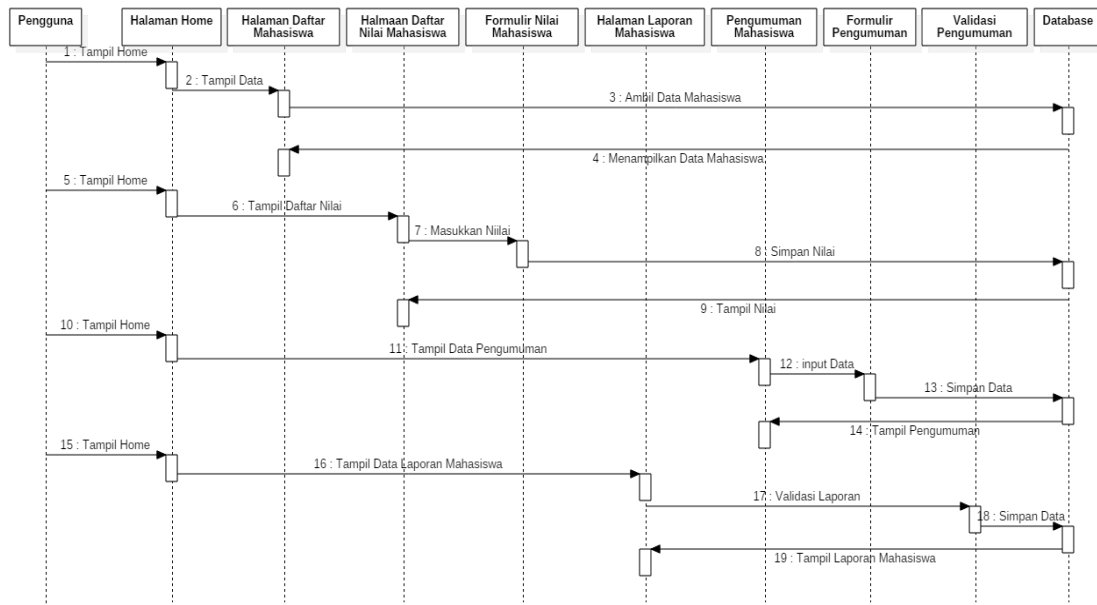 Pengguna
Halaman Home
Halaman Daftar
Mahasiswa
Halmaan Daftar
Nilai Mahasiswa
Formulir Nilai
Mahasiswa
Halaman Laporan
Mahasiswa
Pengumuman
Mahasiswa
Formulir
Pengumuman
Validasi
Pengumuman
Database
1 : Tampil Home
2 : Tampil Data
3 : Ambil Data Mahasiswa
4 : Menampilkan Data Mahasiswa
5 : Tampil Home
6 : Tampil Daftar Nilai
7 : Masukkan Niilai
8 : Simpan Nilai
9 : Tampil Nilai
10 : Tampil Home
11 : Tampil Data Pengumuman
12 : input Data
13 : Simpan Data
14 : Tampil Pengumuman
15 : Tampil Home
16 : Tampil Data Laporan Mahasiswa
17 : Validasi Laporan
18 : Simpan Data
19 : Tampil Laporan Mahasiswa